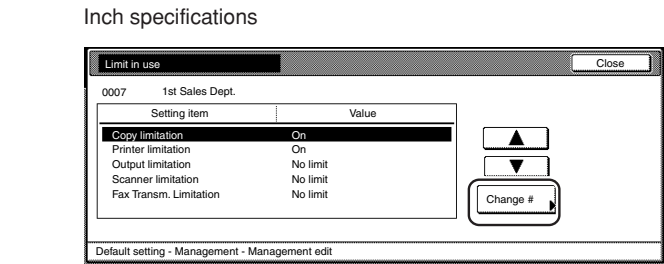 Inch specifications
Limit in use Close
0007 1st Sales Dept.
Setting item Value
Copy limitation On
Printer limitation On
Output limitation No limit
Scanner limitation No limit
Fax Transm. Limitation No limit
Change #
Default setting - Management - Management edit